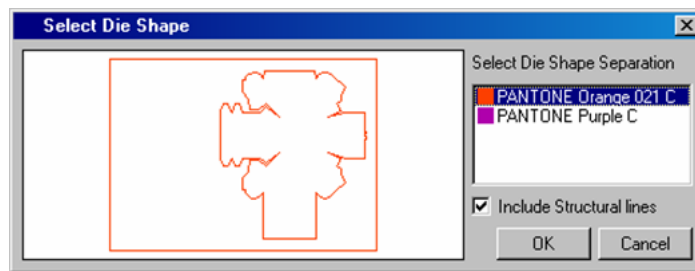 Select Die Shape
Select Die Shape Separation
PANTONE Orange 021 C
PANTONE Purple C
Include Structural lines
OK
Cancel